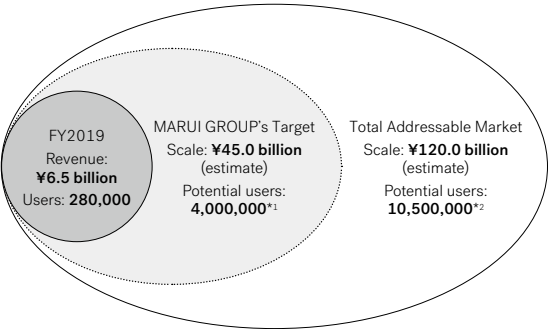 FY2019
Revenue:
¥6.5 billion
Users: 280,000
MARUI GROUP's Target
Scale: ¥45.0 billion
(estimate)
Potential users:
4,000,000*1
Total Addressable Market
Scale: ¥120.0 billion
(estimate)
Potential users:
10,500,000*2